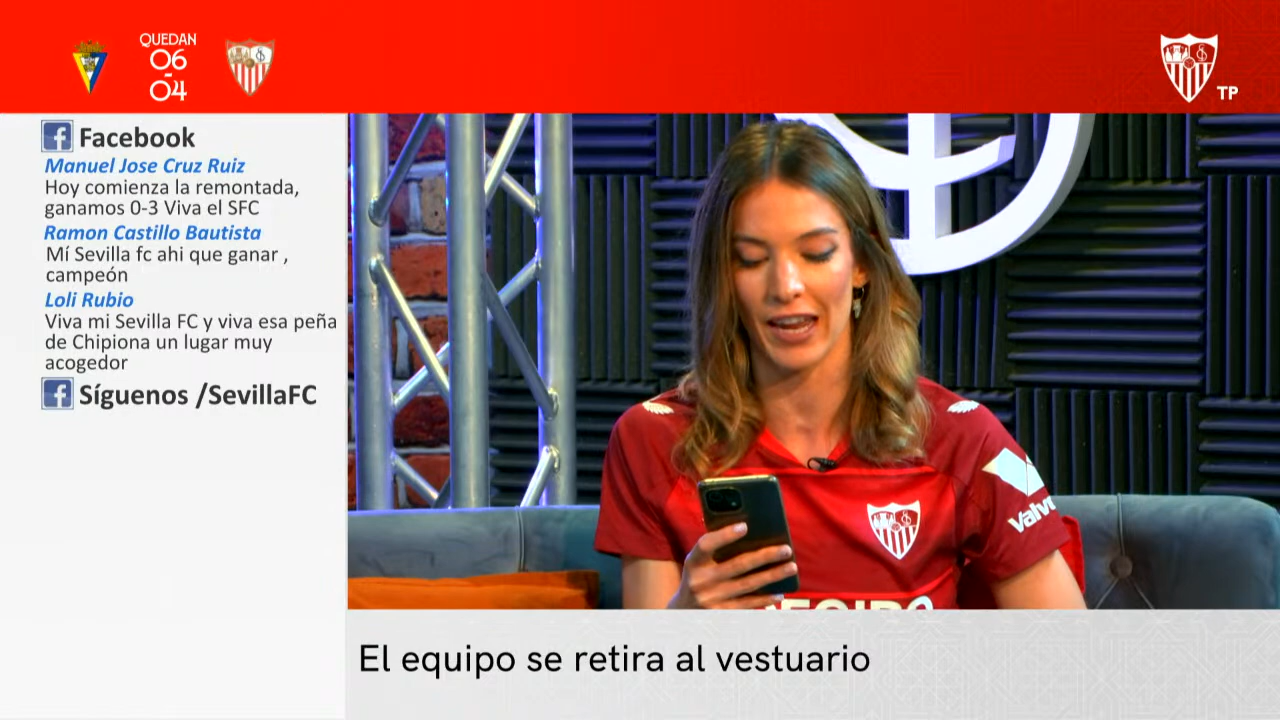 QUEDAN
06
-
04
TP
Facebook
Manuel Jose Cruz Ruiz
Hoy comienza la remontada,
ganamos 0-3 Viva el SFC
Ramon Castillo Bautista
Mí Sevilla fc ahi que ganar ,
campeón
Loli Rubio
Viva mi Sevilla FC y viva esa peña
de Chipiona un lugar muy
acogedor
Síguenos /SevillaFC
El equipo se retira al vestuario